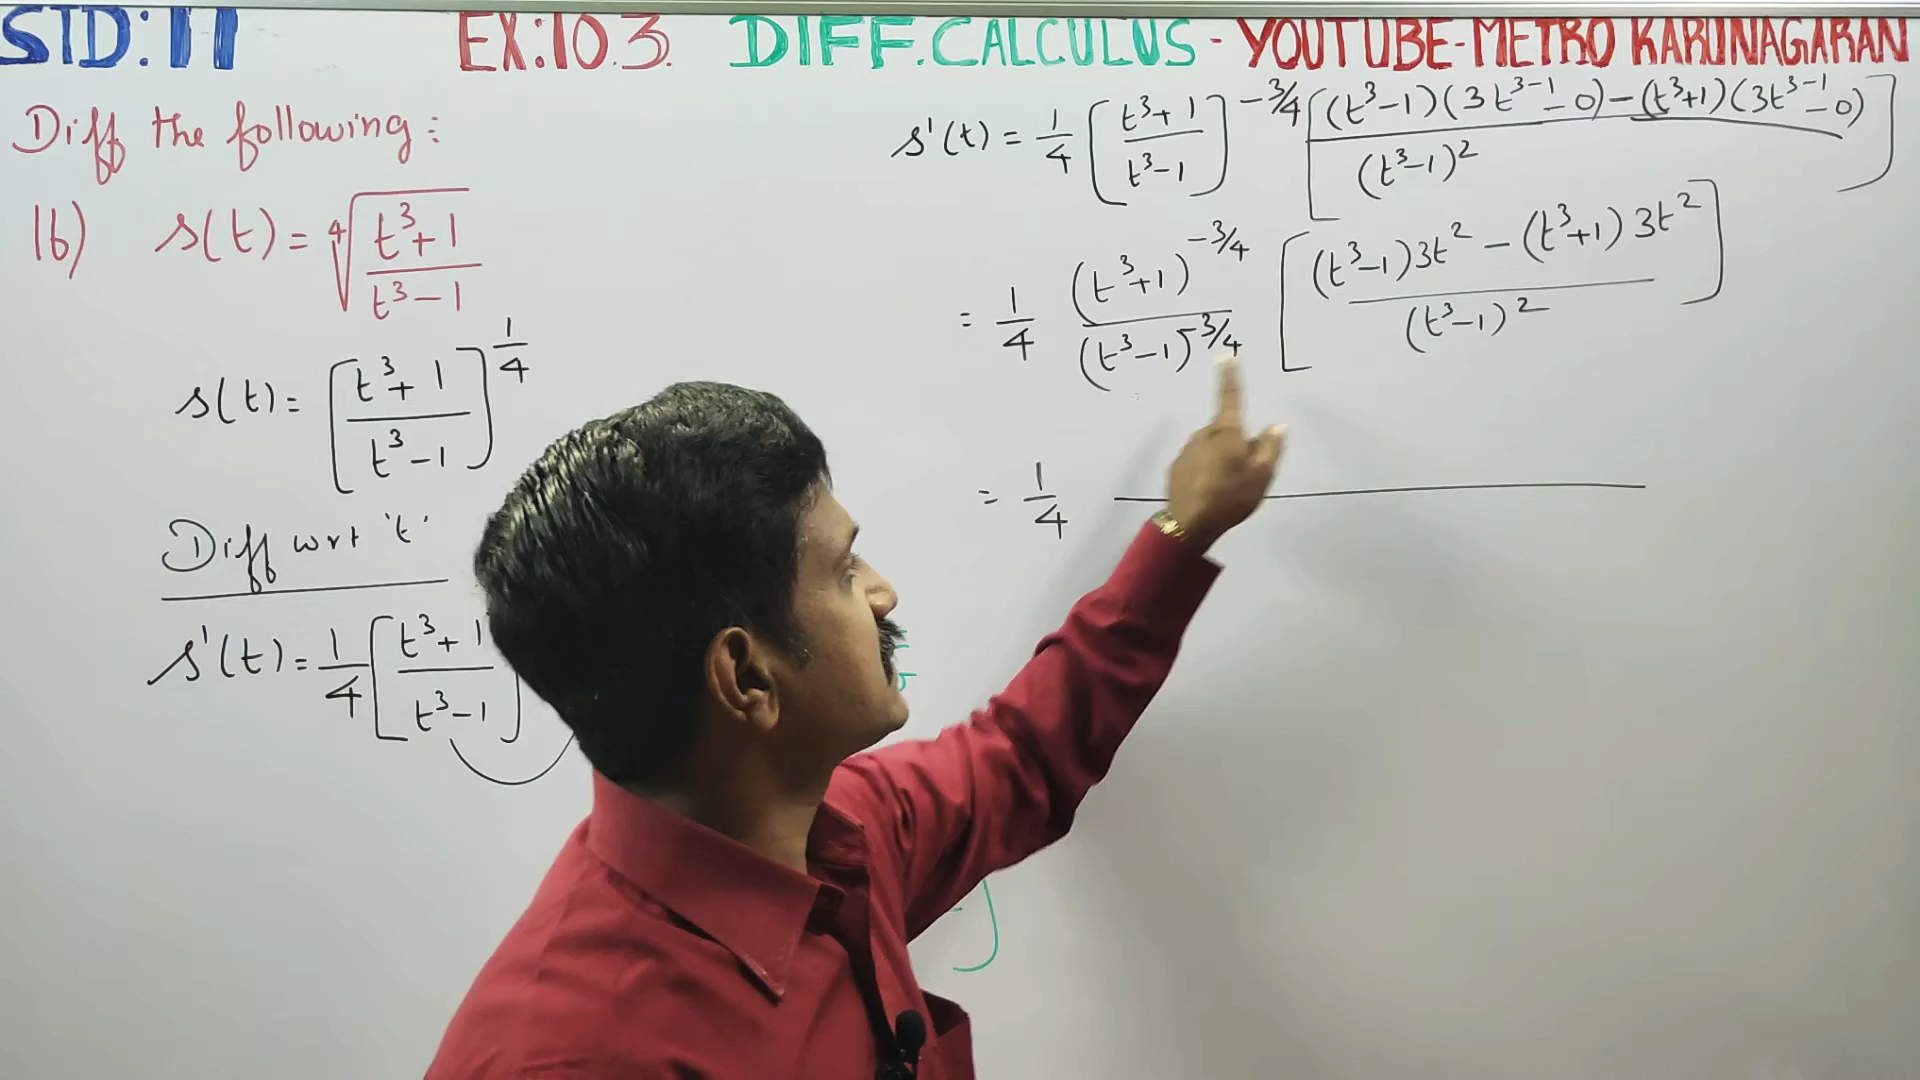 STD: 11 EX:10.3. DIFF.CALCULUS - YOUTUBE-METRO KARUNAGARAN
Diff the following:
16) s(t) = ∜((t³+1)/(t³-1))
s(t) = [(t³+1)/(t³-1)]^(1/4)
Diff wrt 't'
s'(t) = 1/4 [(t³+1)/(t³-1)]
s'(t) = 1/4 [(t³+1)/(t³-1)]^(-3/4) [((t³-1)(3t^(3-1)-0)-(t³+1)(3t^(3-1)-0))/(t³-1)²]
= 1/4 (t³+1)^(-3/4)/(t³-1)^(-3/4) [((t³-1)3t² - (t³+1)3t²)/(t³-1)²]
= 1/4